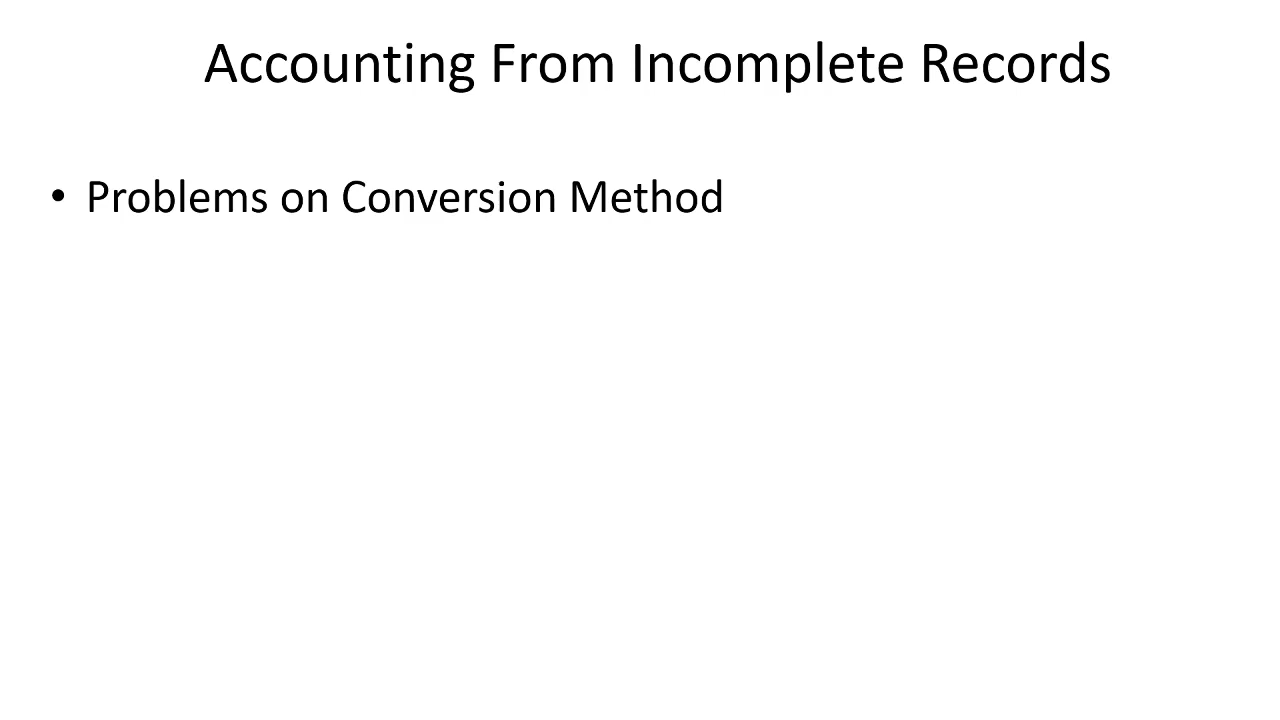 Accounting From Incomplete Records
• Problems on Conversion Method